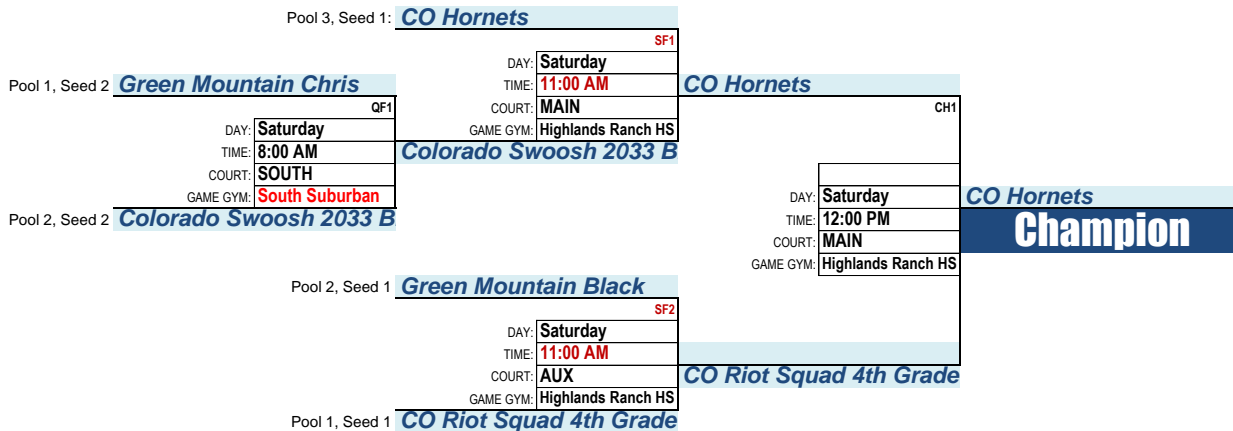 Pool 3, Seed 1: CO Hornets
SF1
DAY: Saturday
Pool 1, Seed 2 Green Mountain Chris
TIME: 11:00 AM
CO Hornets
QF1
COURT: MAIN
CH1
DAY: Saturday
GAME GYM: Highlands Ranch HS
TIME: 8:00 AM
Colorado Swoosh 2033 B
COURT: SOUTH
GAME GYM: South Suburban
DAY: Saturday
CO Hornets
Pool 2, Seed 2 Colorado Swoosh 2033 B
TIME: 12:00 PM
Champion
COURT: MAIN
GAME GYM: Highlands Ranch HS
Pool 2, Seed 1 Green Mountain Black
SF2
DAY: Saturday
TIME: 11:00 AM
COURT: AUX
CO Riot Squad 4th Grade
GAME GYM: Highlands Ranch HS
Pool 1, Seed 1 CO Riot Squad 4th Grade